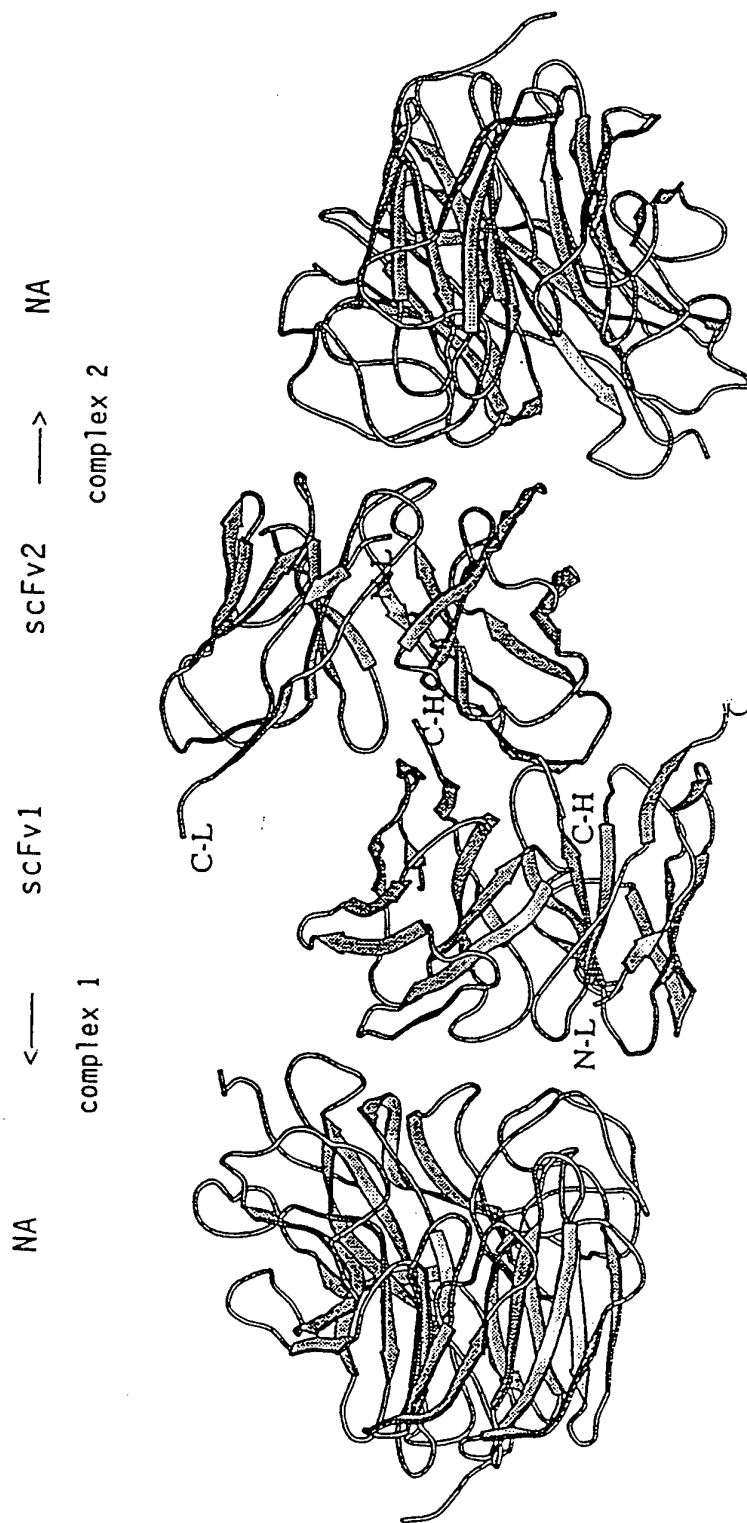 NA <—— scFv1 scFv2 ——> NA
complex 1 complex 2
C-L
C-H
N-L
C-H
C